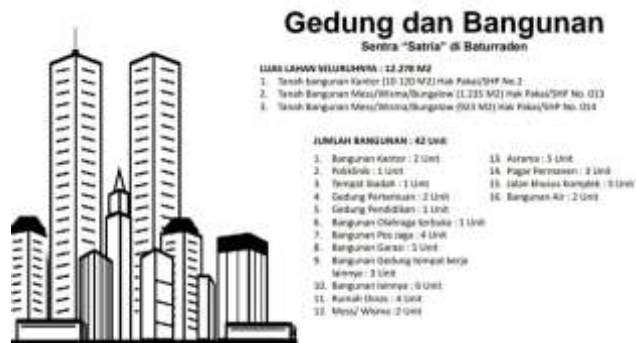 Gedung dan Bangunan
Sentra "Satria" di Baturraden
LUAS LAHAN SELURUHNYA : 12.278 M2
1. Tanah bangunan Kantor (10.120 M2) Hak Pakai/SHP No.2
2. Tanah Bangunan Mess/Wisma/Bungalow (1.235 M2) Hak Pakai/SHP No. 013
3. Tanah Bangunan Mess/Wisma/Bungalow (923 M2) Hak Pakai/SHP No. 014
JUMLAH BANGUNAN : 42 Unit
1. Bangunan Kantor : 2 Unit
2. Poliklinik : 1 Unit
3. Tempat Ibadah : 1 Unit
4. Gedung Pertemuan : 2 Unit
5. Gedung Pendidikan : 1 Unit
6. Bangunan Olahraga terbuka : 1 Unit
7. Bangunan Pos Jaga : 4 Unit
8. Bangunan Garasi : 5 Unit
9. Bangunan Gedung tempat kerja
lainnya : 3 Unit
10. Bangunan lainnya : 6 Unit
11. Rumah Dinas : 4 Unit
12. Mess/ Wisma :2 Unit
13. Asrama : 5 Unit
14. Pagar Permanen : 3 Unit
15. Jalan khusus Komplek : Unit
16. Bangunan Air : 2 Unit